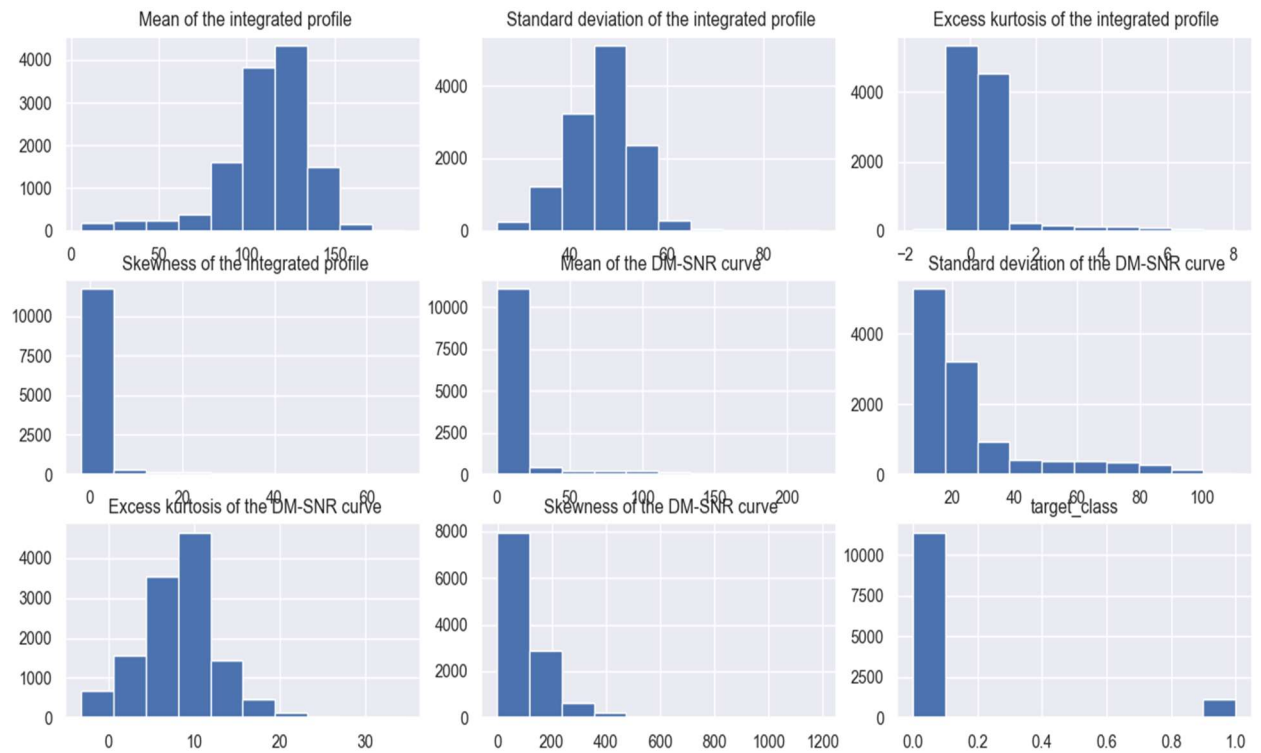 Mean of the integrated profile
Standard deviation of the integrated profile
Excess kurtosis of the integrated profile
4000
3000
2000
1000
0
0 50 100 150
4000
2000
0
40 60 80
4000
2000
0
−2 0 2 4 6 8
Skewness of the integrated profile
Mean of the DM-SNR curve
Standard deviation of the DM-SNR curve
10000
7500
5000
2500
0
0 20 40 60
10000
7500
5000
2500
0
0 50 100 150 200
4000
2000
0
20 40 60 80 100
Excess kurtosis of the DM-SNR curve
Skewness of the DM-SNR curve
target_class
4000
3000
2000
1000
0
0 10 20 30
8000
6000
4000
2000
0
0 200 400 600 800 1000 1200
10000
7500
5000
2500
0
0.0 0.2 0.4 0.6 0.8 1.0